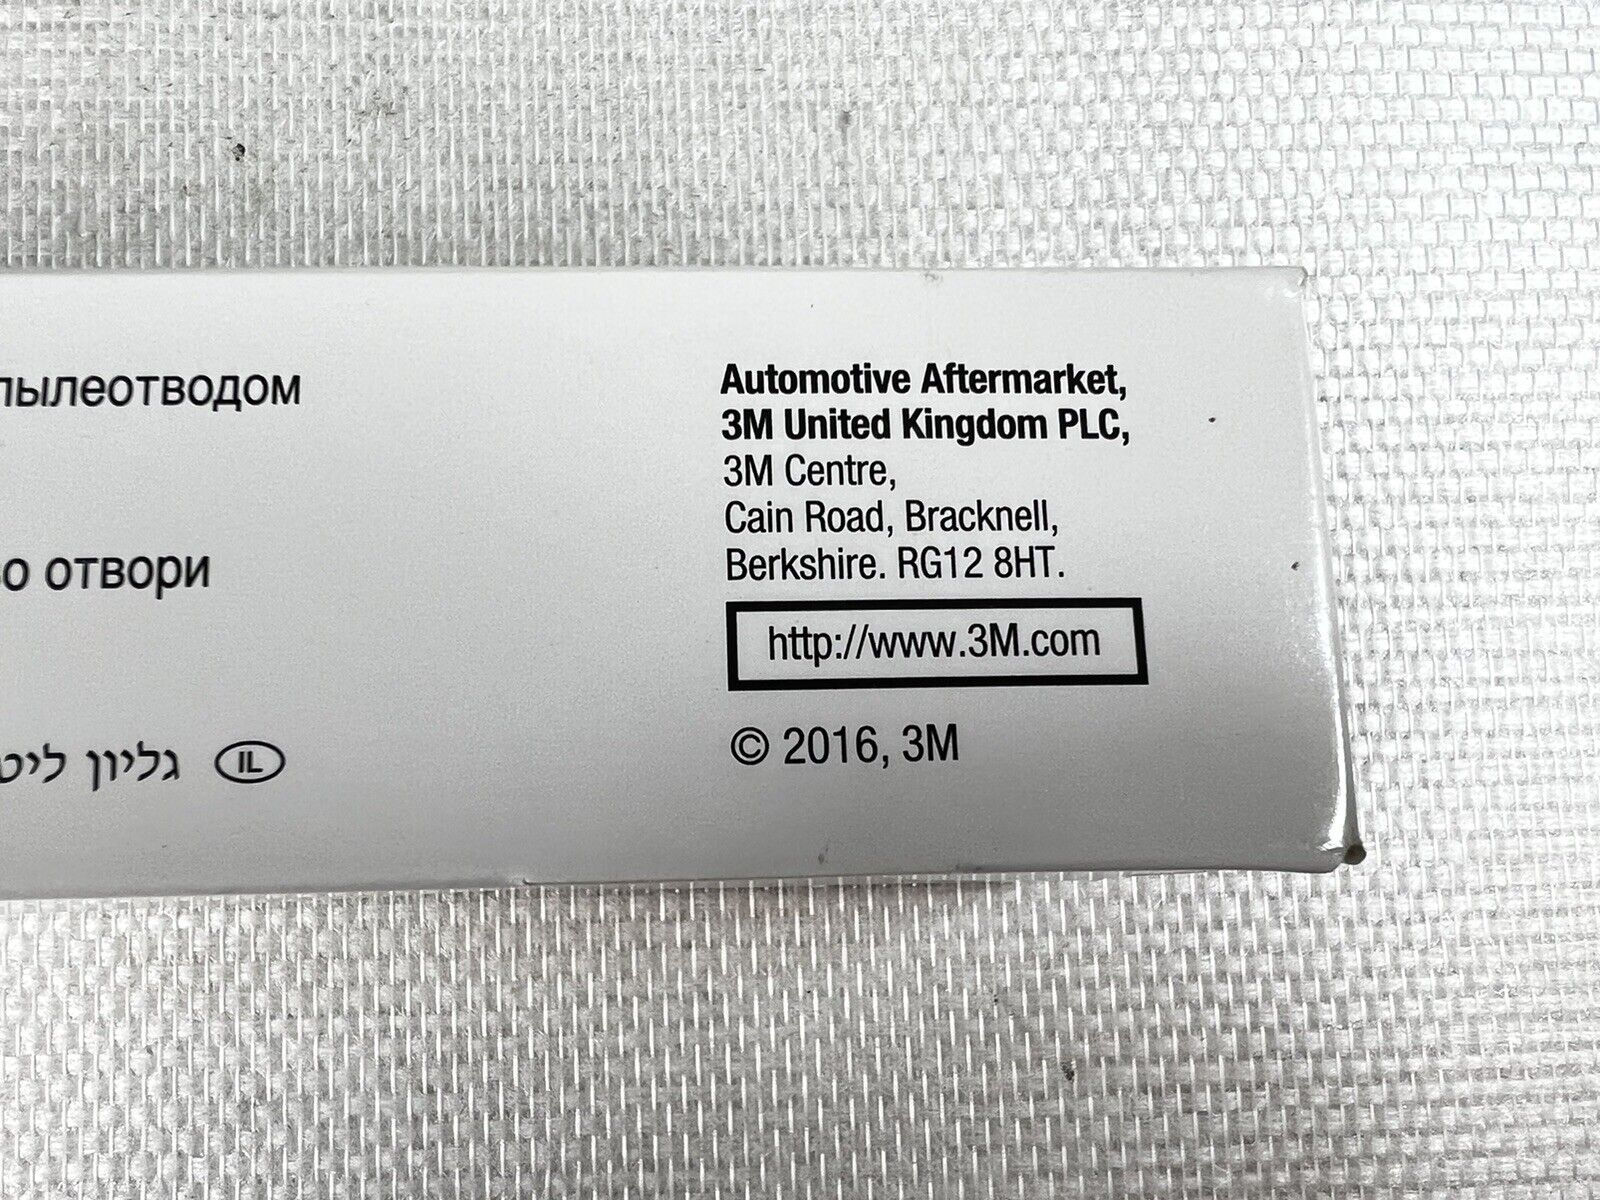 пылеотводом
отвори
גליון
IL
Automotive Aftermarket,
3M United Kingdom PLC,
3M Centre,
Cain Road, Bracknell,
Berkshire. RG12 8HT.
http://www.3M.com
© 2016, 3M